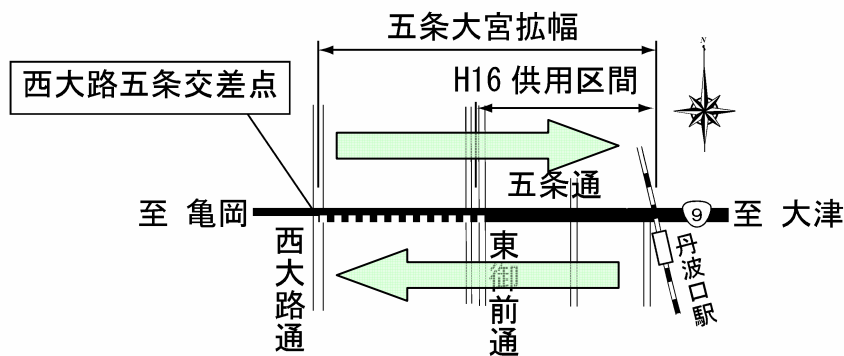 五条大宮拡幅
H16 供用区間
N
西大路五条交差点
五条通
至 亀岡
9
至 大津
西大路通
東御前通
丹波口駅